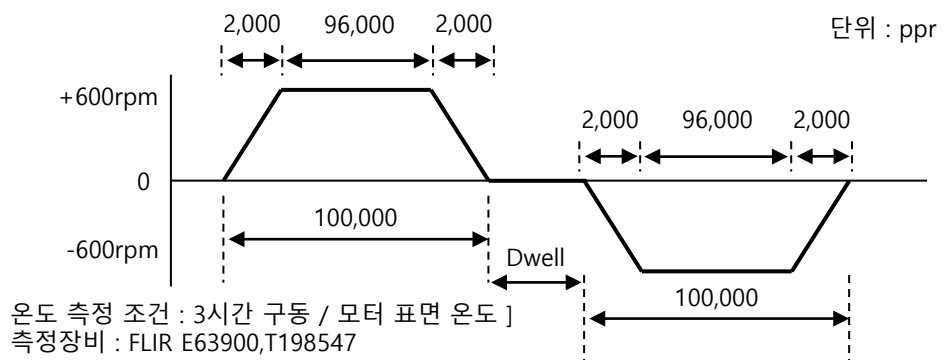 단위 : ppr
2,000 96,000 2,000
+600rpm
2,000 96,000 2,000
0
100,000
-600rpm
Dwell
100,000
온도 측정 조건 : 3시간 구동 / 모터 표면 온도 ]
측정장비 : FLIR E63900,T198547